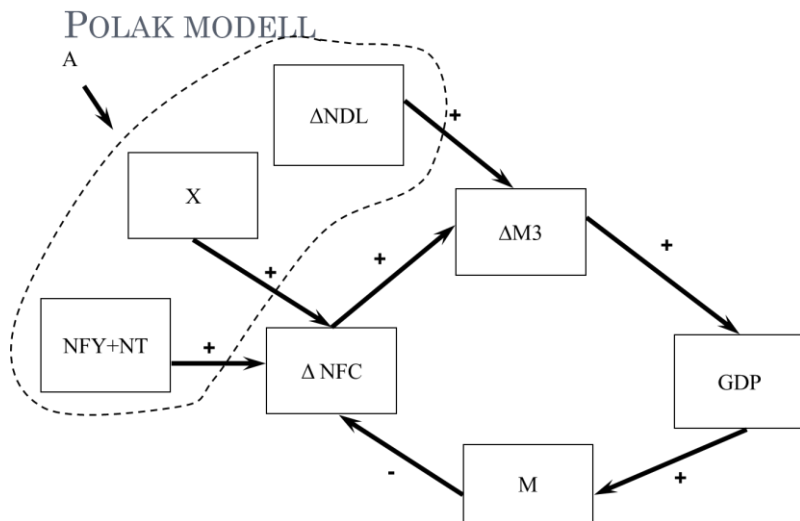 POLAK MODELL
A
ΔNDL
+
X
ΔM3
+
+
+
NFY+NT
+
Δ NFC
GDP
-
M
+